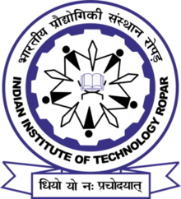 भारतीय प्रौद्योगिकी संस्थान रोपड़
INDIAN INSTITUTE OF TECHNOLOGY ROPAR
धियो यो नः प्रचोदयात्